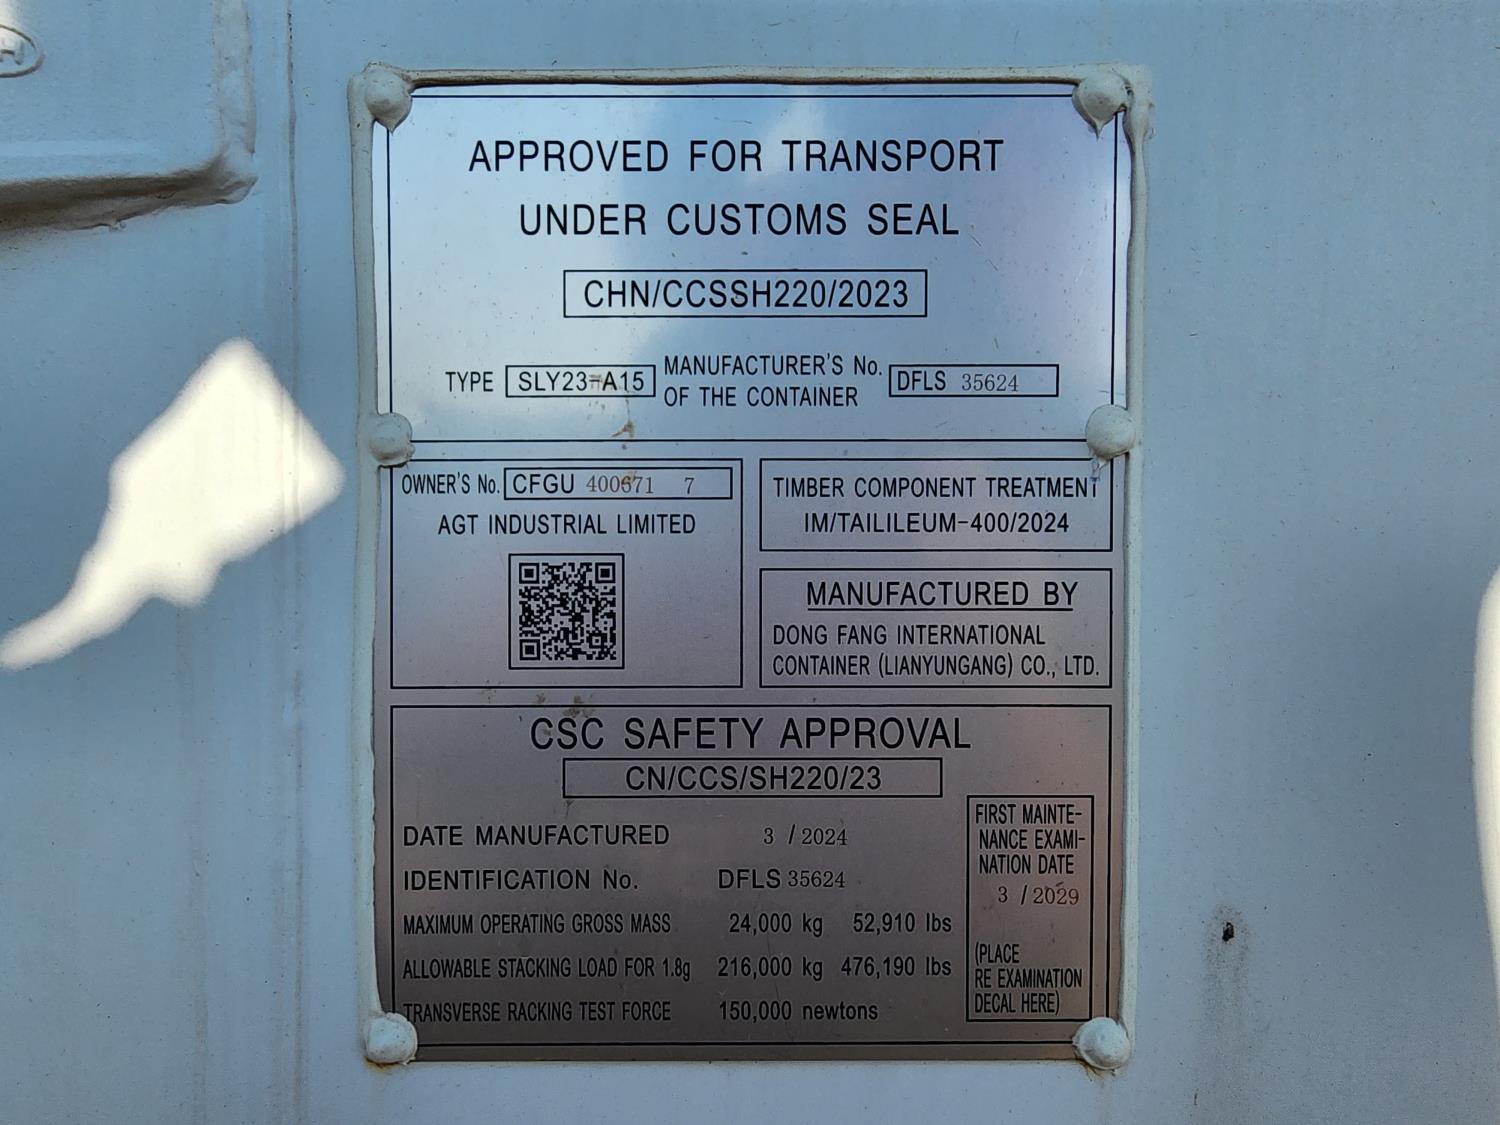 APPROVED FOR TRANSPORT
UNDER CUSTOMS SEAL
CHN/CCSSH220/2023
TYPE SLY23-A15 MANUFACTURER'S No. OF THE CONTAINER DFLS 35624
OWNER'S No. CFGU 400671 7
AGT INDUSTRIAL LIMITED
TIMBER COMPONENT TREATMENT
IM/TAILILEUM-400/2024
MANUFACTURED BY
DONG FANG INTERNATIONAL
CONTAINER (LIANYUNGANG) CO., LTD.
CSC SAFETY APPROVAL
CN/CCS/SH220/23
DATE MANUFACTURED 3 / 2024
IDENTIFICATION No. DFLS 35624
MAXIMUM OPERATING GROSS MASS 24,000 kg 52,910 lbs
ALLOWABLE STACKING LOAD FOR 1.8g 216,000 kg 476,190 lbs
TRANSVERSE RACKING TEST FORCE 150,000 newtons
FIRST MAINTE-
NANCE EXAMI-
NATION DATE
3 / 2029
(PLACE
RE EXAMINATION
DECAL HERE)